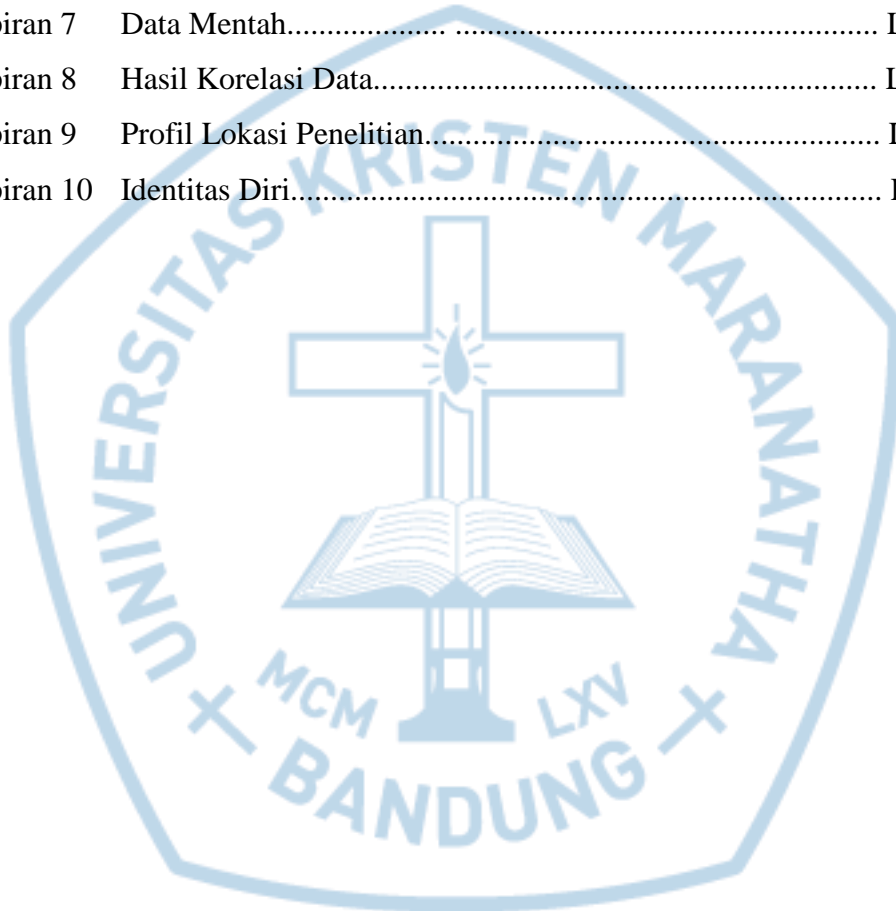 piran 7 Data Mentah.................... ..................................................... L
piran 8 Hasil Korelasi Data............................................................... L
piran 9 Profil Lokasi Penelitian......................................................... L
piran 10 Identitas Diri.......................................................................... L
UNIVERSITAS KRISTEN MARANATHA
MCM LXV
BANDUNG